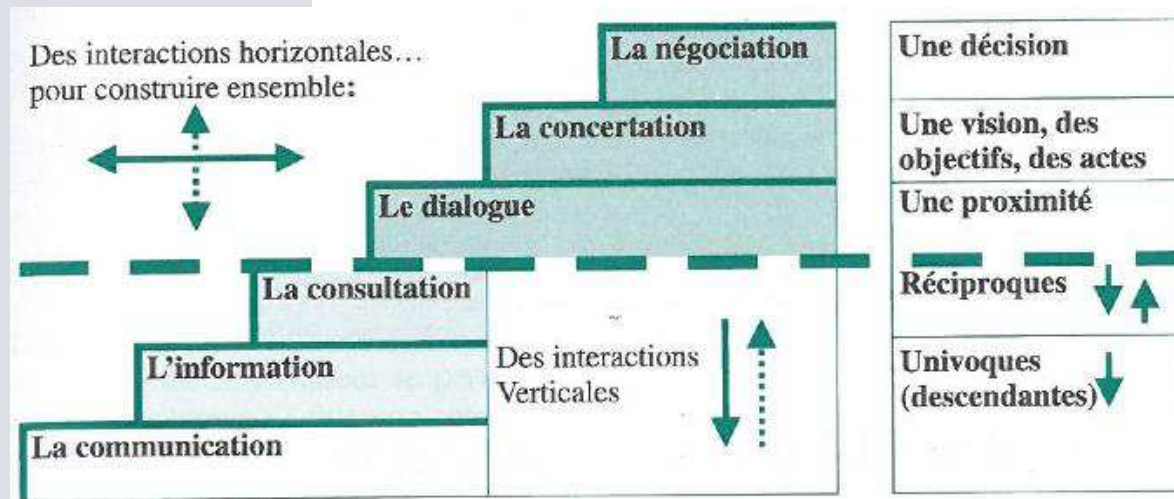 Des interactions horizontales…
pour construire ensemble:
La négociation
La concertation
Le dialogue
La consultation
L'information
La communication
Des interactions
Verticales
Une décision
Une vision, des
objectifs, des actes
Une proximité
Réciproques
Univoques
(descendantes)